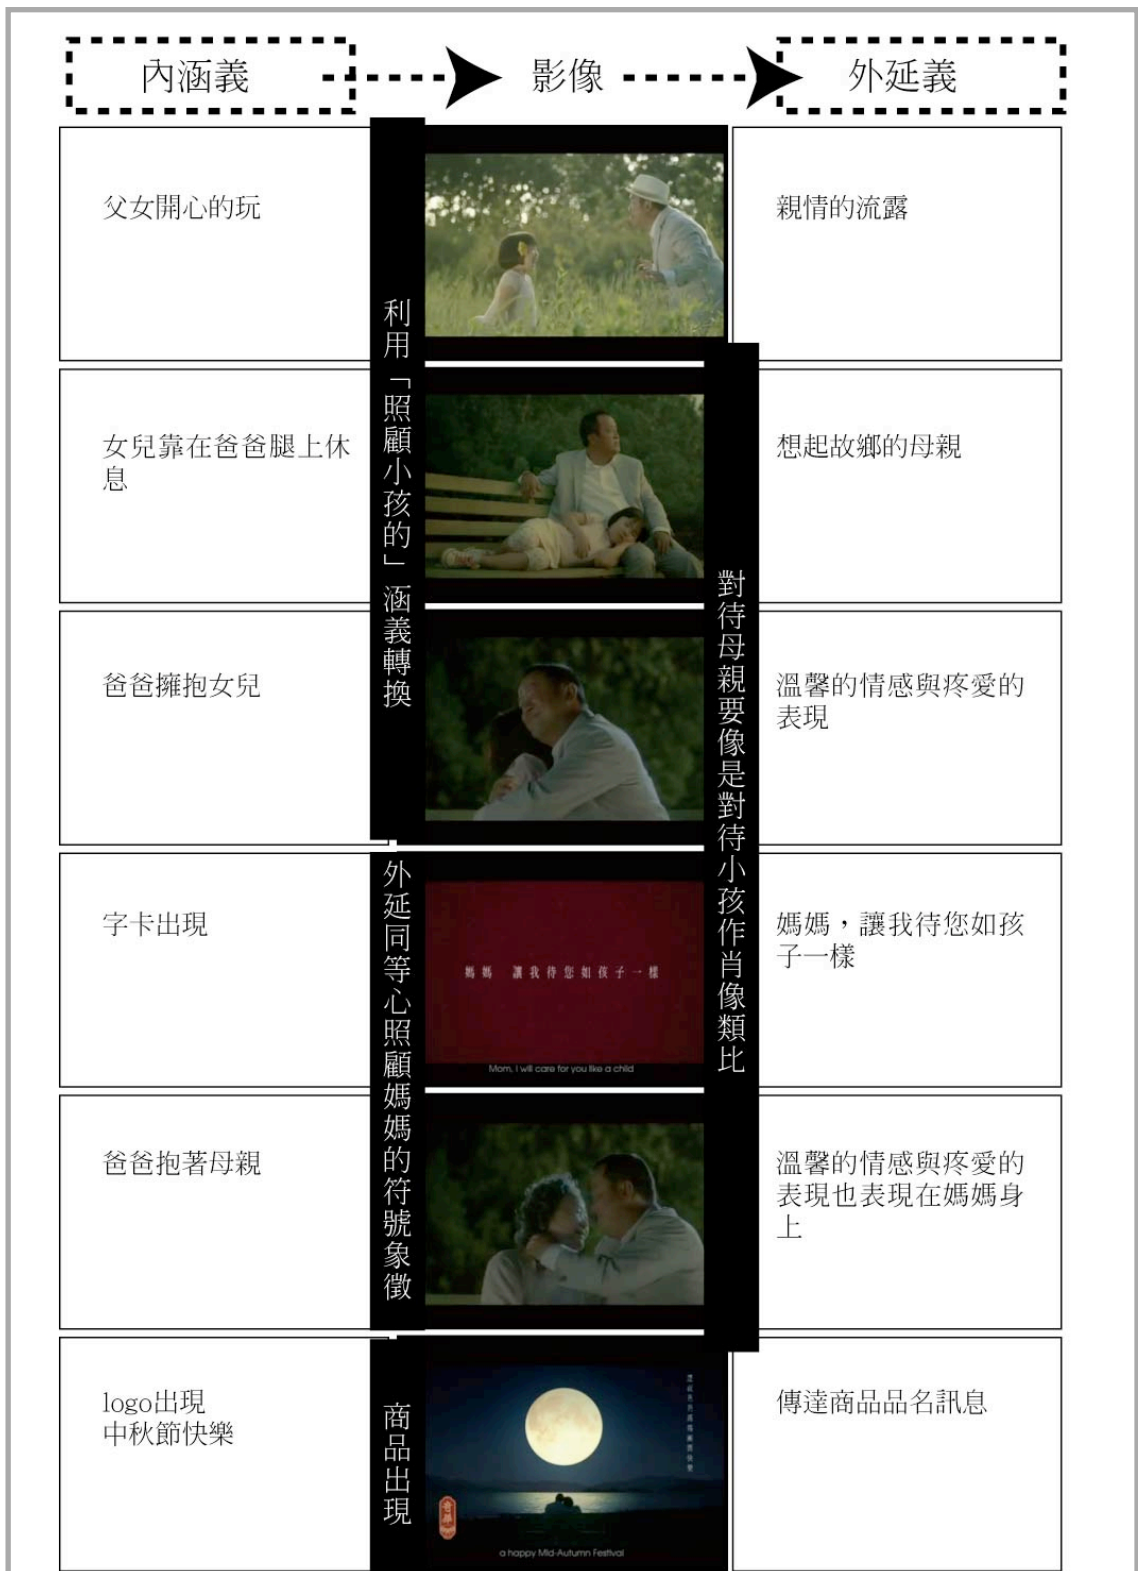 內涵義
影像
外延義
父女開心的玩
親情的流露
利用「照顧小孩的」涵義轉換
女兒靠在爸爸腿上休
息
想起故鄉的母親
對待母親要像是對待小孩作肖像類比
爸爸擁抱女兒
溫馨的情感與疼愛的
表現
外延同等心照顧媽媽的符號象徵
字卡出現
媽媽 讓我待您如孩子一樣
Mom, I will care for you like a child
媽媽，讓我待您如孩
子一樣
爸爸抱著母親
溫馨的情感與疼愛的
表現也表現在媽媽身
上
logo出現
中秋節快樂
商品出現
a happy Mid-Autumn Festival
傳達商品品名訊息